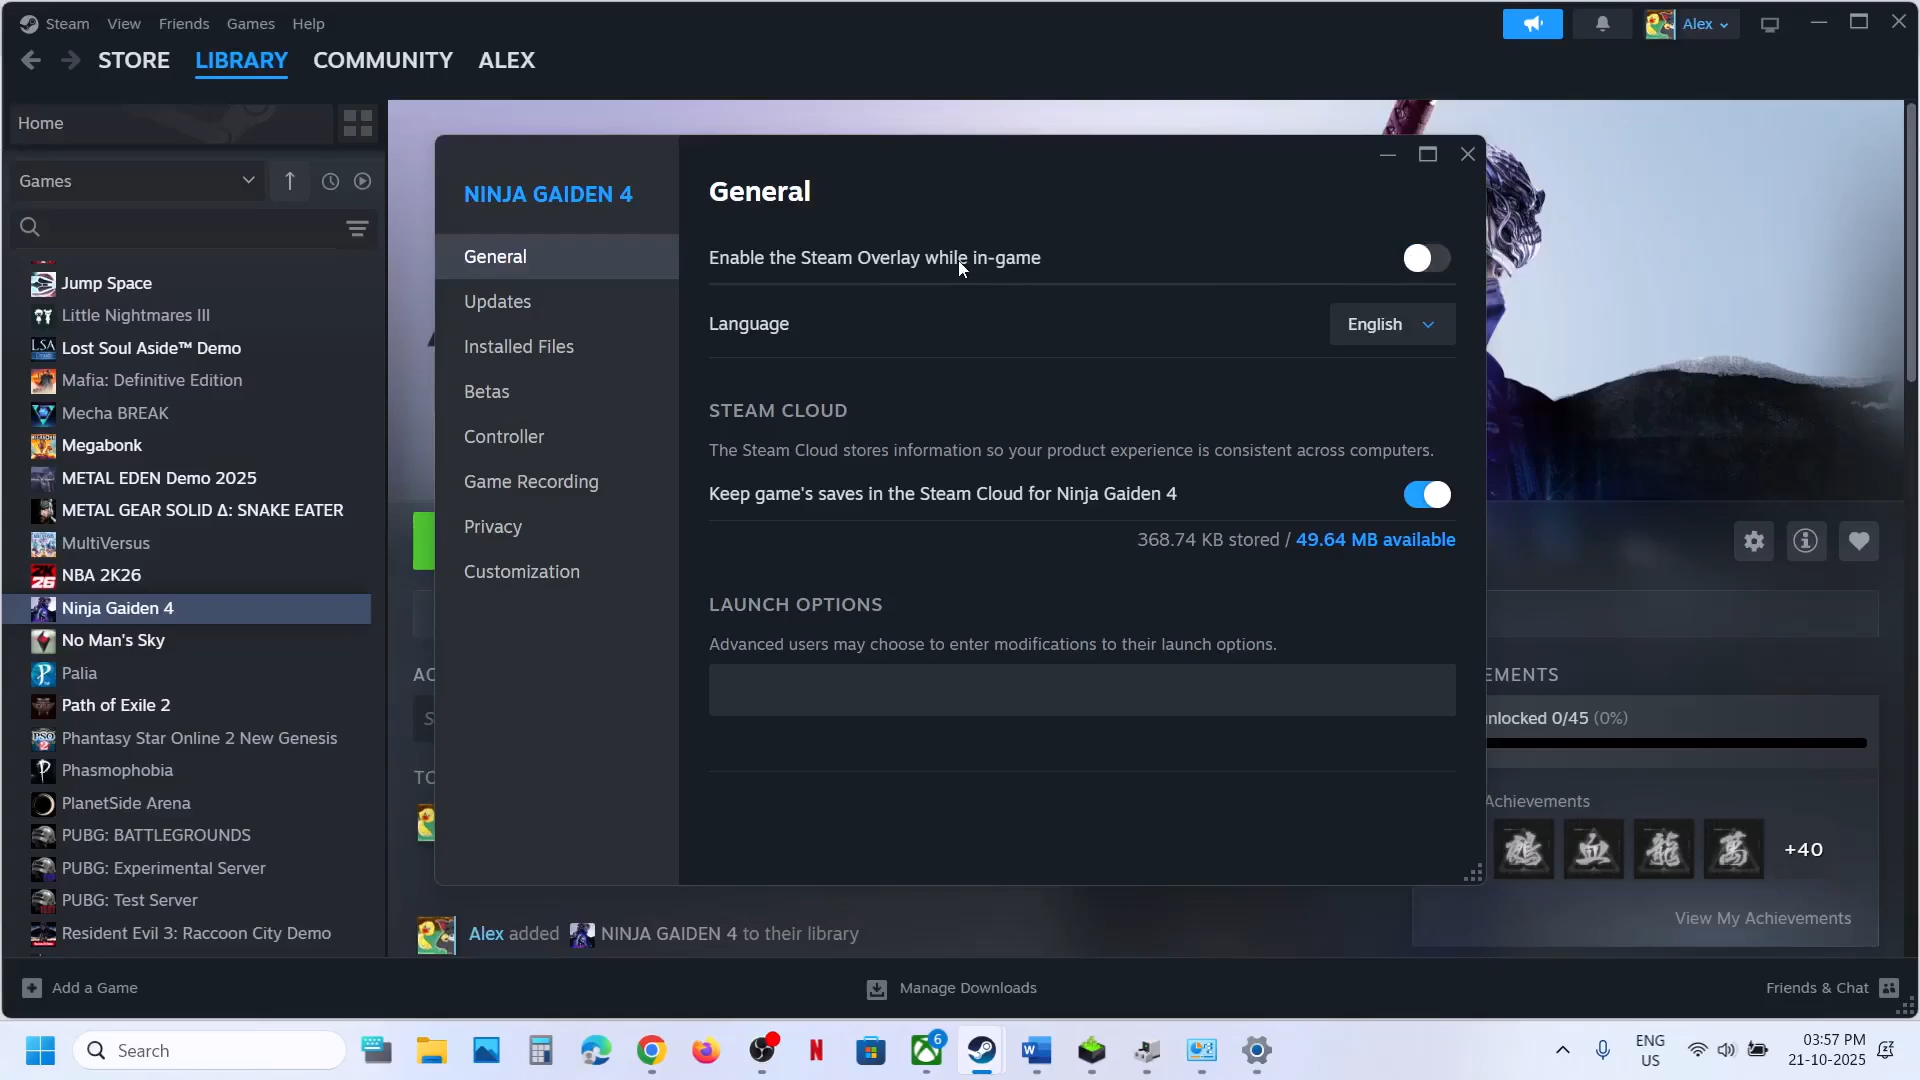 Steam View Friends Games Help
Alex
STORE LIBRARY COMMUNITY ALEX
Home
Games
Jump Space
Little Nightmares III
Lost Soul Aside™ Demo
Mafia: Definitive Edition
Mecha BREAK
Megabonk
METAL EDEN Demo 2025
METAL GEAR SOLID Δ: SNAKE EATER
MultiVersus
NBA 2K26
Ninja Gaiden 4
No Man's Sky
Palia
Path of Exile 2
Phantasy Star Online 2 New Genesis
Phasmophobia
PlanetSide Arena
PUBG: BATTLEGROUNDS
PUBG: Experimental Server
PUBG: Test Server
Resident Evil 3: Raccoon City Demo
NINJA GAIDEN 4
General
Updates
Installed Files
Betas
Controller
Game Recording
Privacy
Customization
General
Enable the Steam Overlay while in-game
Language
English
STEAM CLOUD
The Steam Cloud stores information so your product experience is consistent across computers.
Keep game's saves in the Steam Cloud for Ninja Gaiden 4
368.74 KB stored / 49.64 MB available
LAUNCH OPTIONS
Advanced users may choose to enter modifications to their launch options.
AC
S
TO
EMENTS
nlocked 0/45 (0%)
Achievements
鴉 血 龍 萬
+40
View My Achievements
Alex added NINJA GAIDEN 4 to their library
Add a Game
Manage Downloads
Friends & Chat
Search
6
ENG
US
03:57 PM
21-10-2025